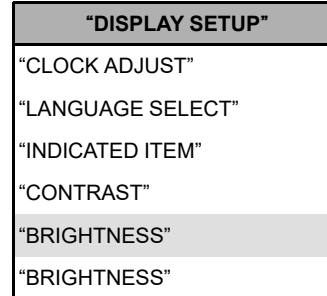 “DISPLAY SETUP”
“CLOCK ADJUST”
“LANGUAGE SELECT”
“INDICATED ITEM”
“CONTRAST”
“BRIGHTNESS”
“BRIGHTNESS”